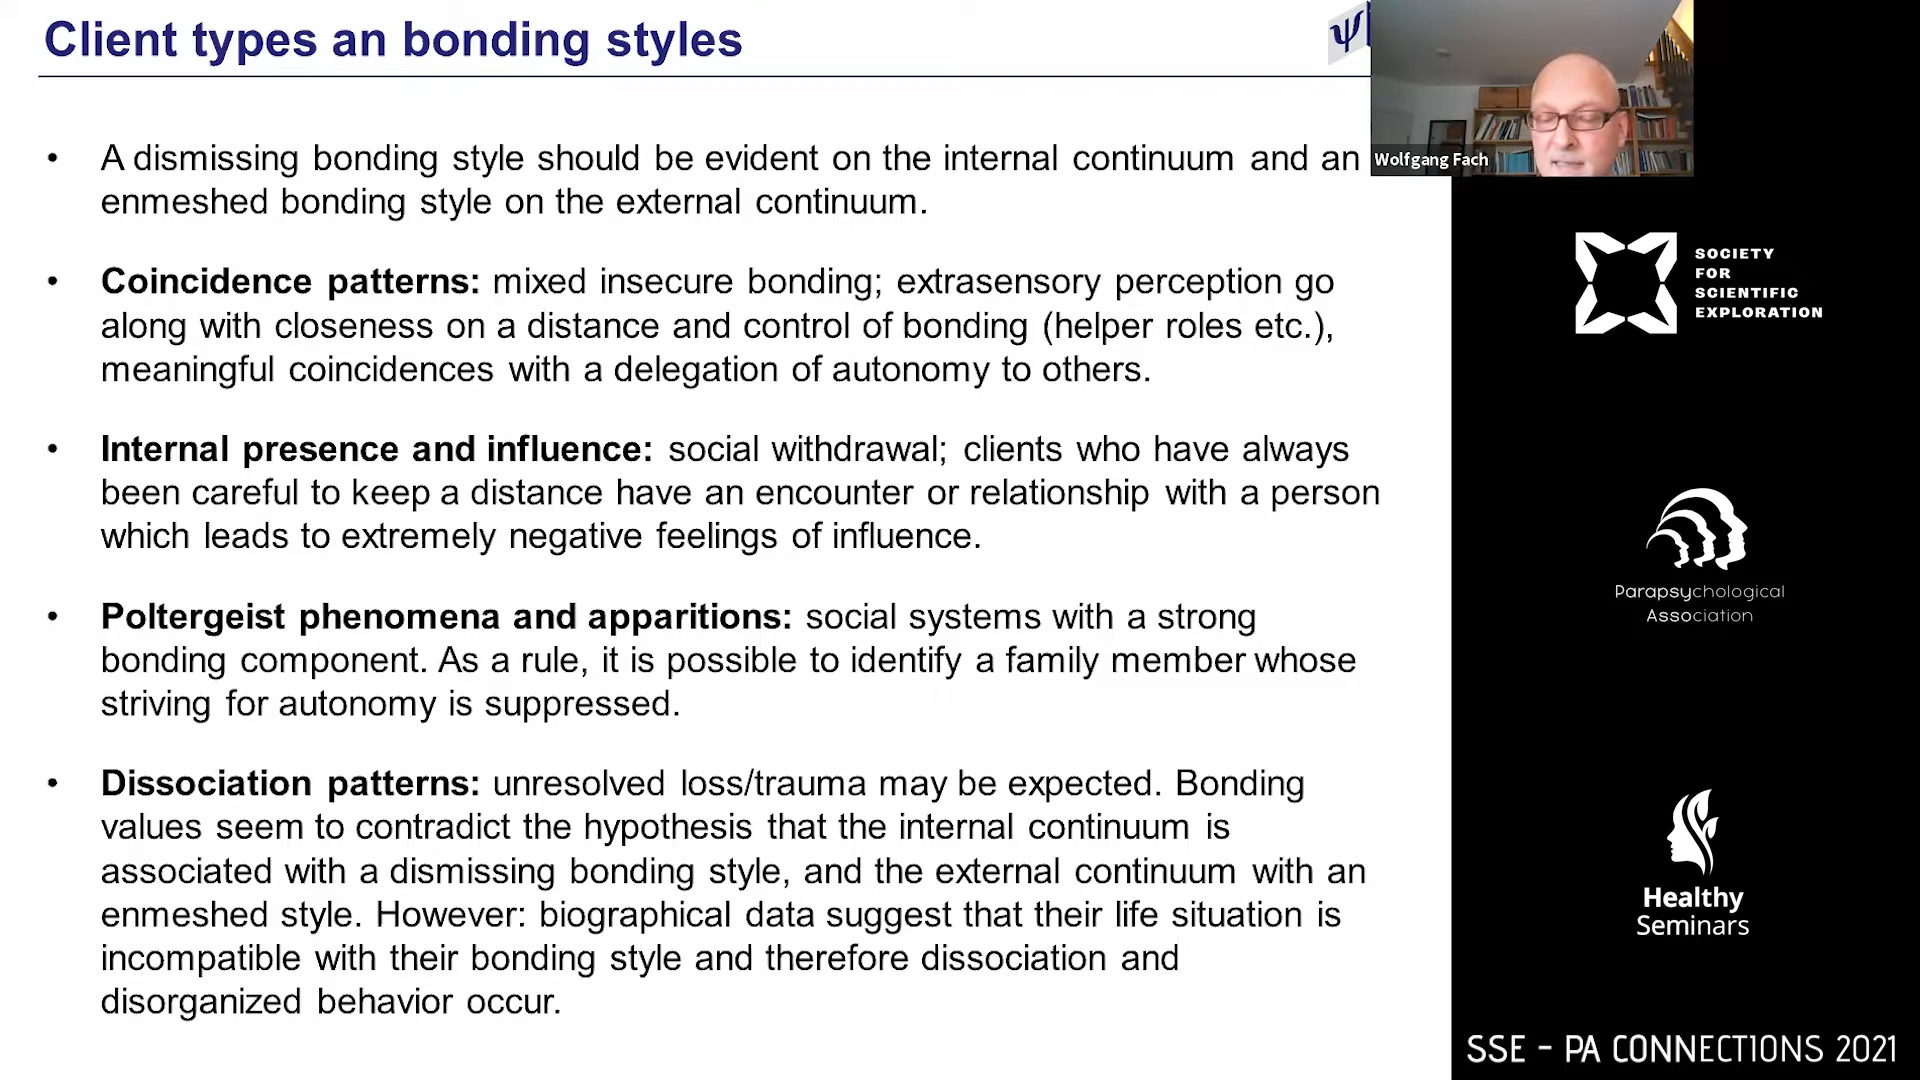 Client types an bonding styles
• A dismissing bonding style should be evident on the internal continuum and an
enmeshed bonding style on the external continuum.
• Coincidence patterns: mixed insecure bonding; extrasensory perception go
along with closeness on a distance and control of bonding (helper roles etc.),
meaningful coincidences with a delegation of autonomy to others.
• Internal presence and influence: social withdrawal; clients who have always
been careful to keep a distance have an encounter or relationship with a person
which leads to extremely negative feelings of influence.
• Poltergeist phenomena and apparitions: social systems with a strong
bonding component. As a rule, it is possible to identify a family member whose
striving for autonomy is suppressed.
• Dissociation patterns: unresolved loss/trauma may be expected. Bonding
values seem to contradict the hypothesis that the internal continuum is
associated with a dismissing bonding style, and the external continuum with an
enmeshed style. However: biographical data suggest that their life situation is
incompatible with their bonding style and therefore dissociation and
disorganized behavior occur.
ψ
Wolfgang Fach
SOCIETY
FOR
SCIENTIFIC
EXPLORATION
Parapsychological
Association
Healthy
Seminars
SSE - PA CONNECTIONS 2021